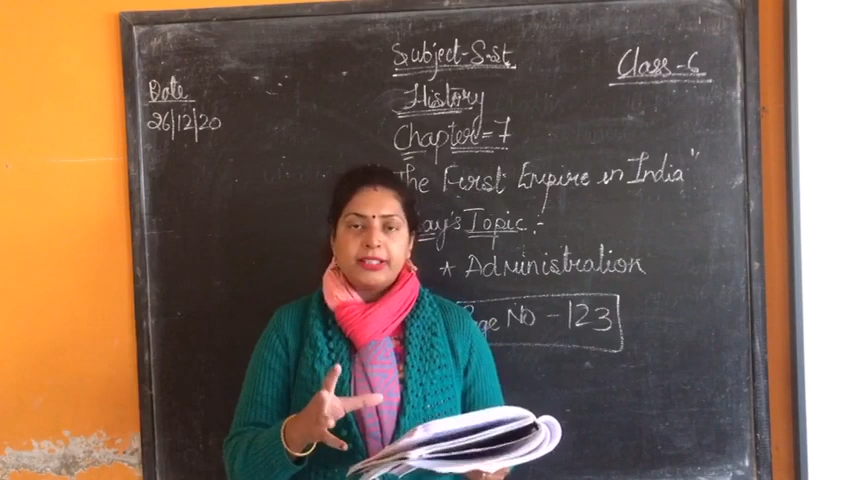 Subject-S.st
Class-6
Date
26/12/20
History
Chapter=7
The First Empire in India"
Topic:-
* Administration
Page No - 123